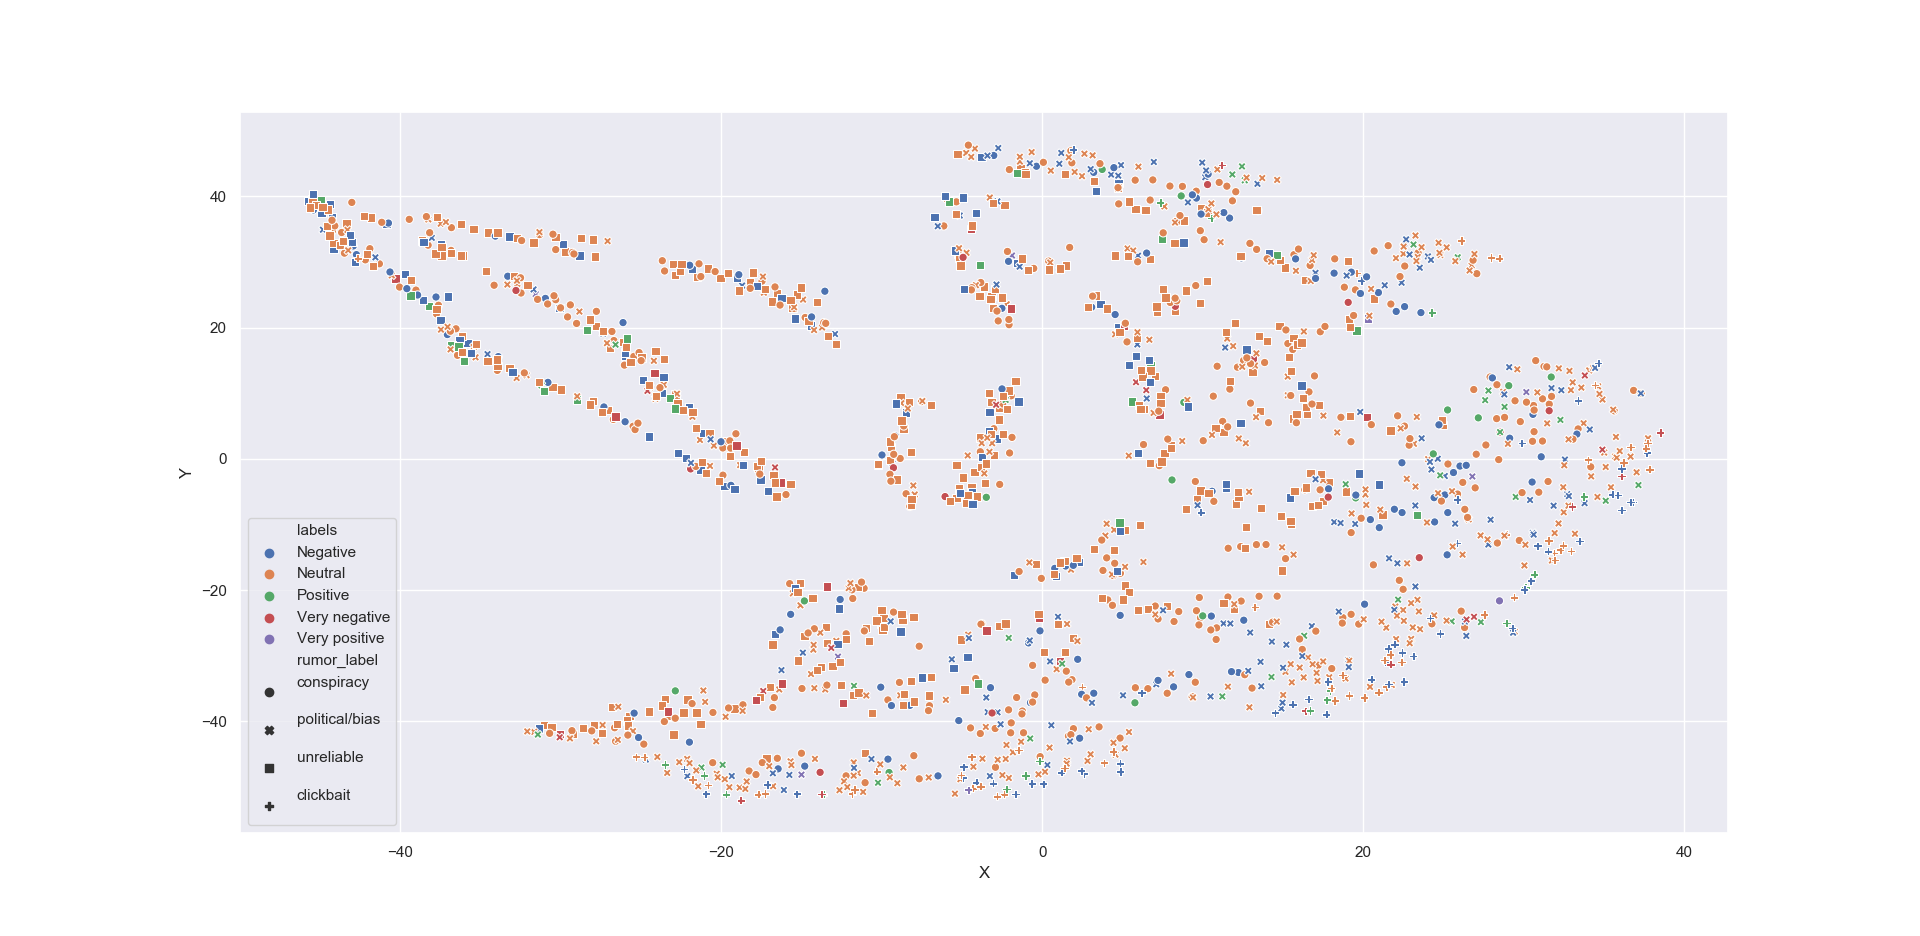 40
20
0
−20
−40
Y
labels
Negative
Neutral
Positive
Very negative
Very positive
rumor_label
conspiracy
political/bias
unreliable
clickbait
−40 −20 0 20 40
X